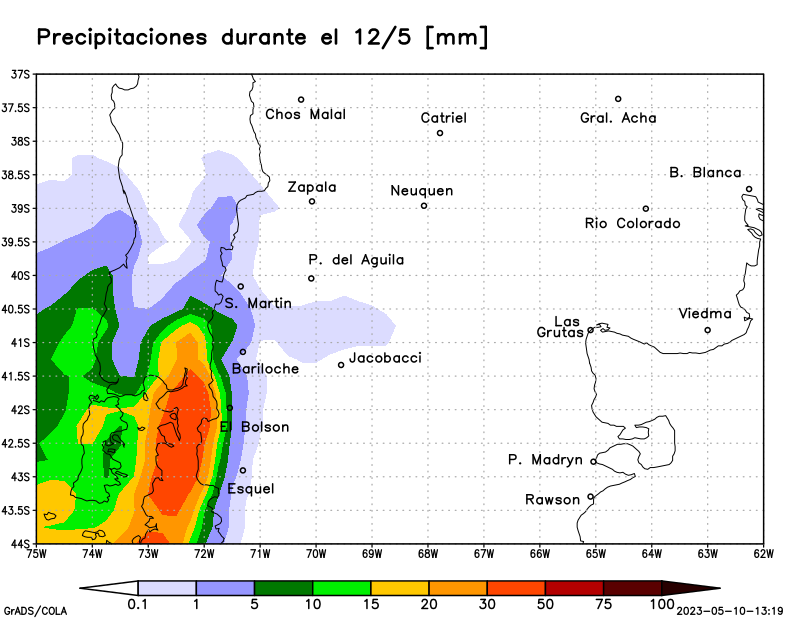 Precipitaciones durante el 12/5 [mm]
37S
37.5S
38S
38.5S
39S
39.5S
40S
40.5S
41S
41.5S
42S
42.5S
43S
43.5S
44S
Chos Malal
Catriel
Gral. Acha
B. Blanca
Zapala
Neuquen
Rio Colorado
P. del Aguila
S. Martin
Las
Grutas
Viedma
Bariloche
Jacobacci
El Bolson
Esquel
P. Madryn
Rawson
75W 74W 73W 72W 71W 70W 69W 68W 67W 66W 65W 64W 63W 62W
0.1 1 5 10 15 20 30 50 75 100
GrADS/COLA
2023-05-10-13:19